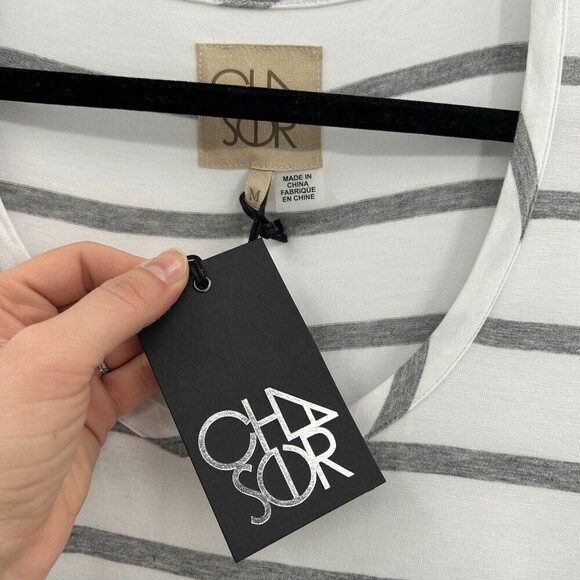 CHA
SER
M
MADE IN
CHINA
FABRIQUE
EN CHINE
CHA
SER